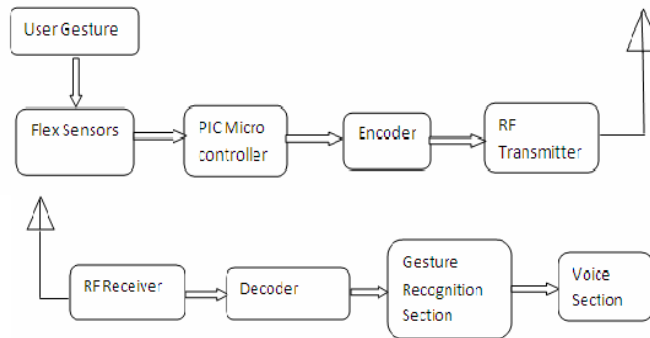 User Gesture
Flex Sensors
PIC Micro
controller
Encoder
RF
Transmitter
RF Receiver
Decoder
Gesture
Recognition
Section
Voice
Section